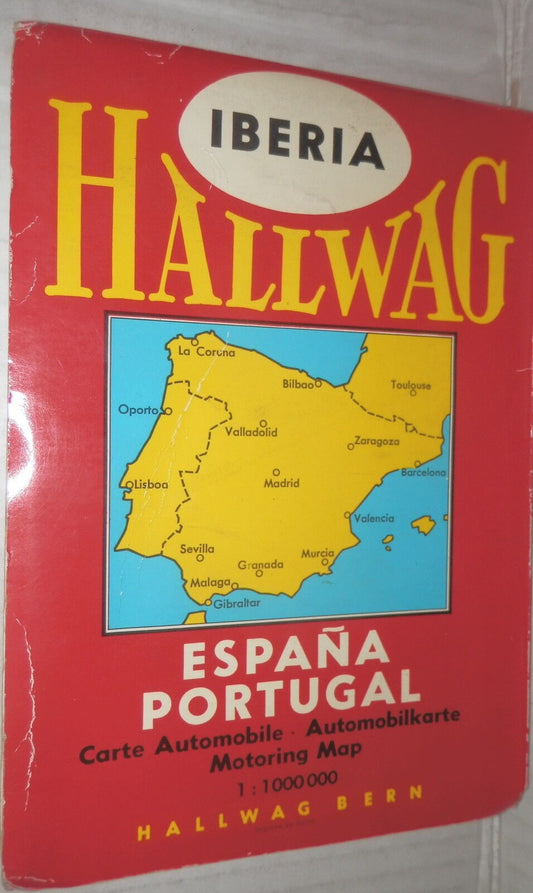 IBERIA
HALLWAG
La Coruna
Bilbao
Toulouse
Oporto
Valladolid
Zaragoza
Barcelona
Lisboa
Madrid
Valencia
Sevilla
Granada
Murcia
Malaga
Gibraltar
ESPAÑA
PORTUGAL
Carte Automobile · Automobilkarte
Motoring Map
1 : 1 000 000
HALLWAG BERN